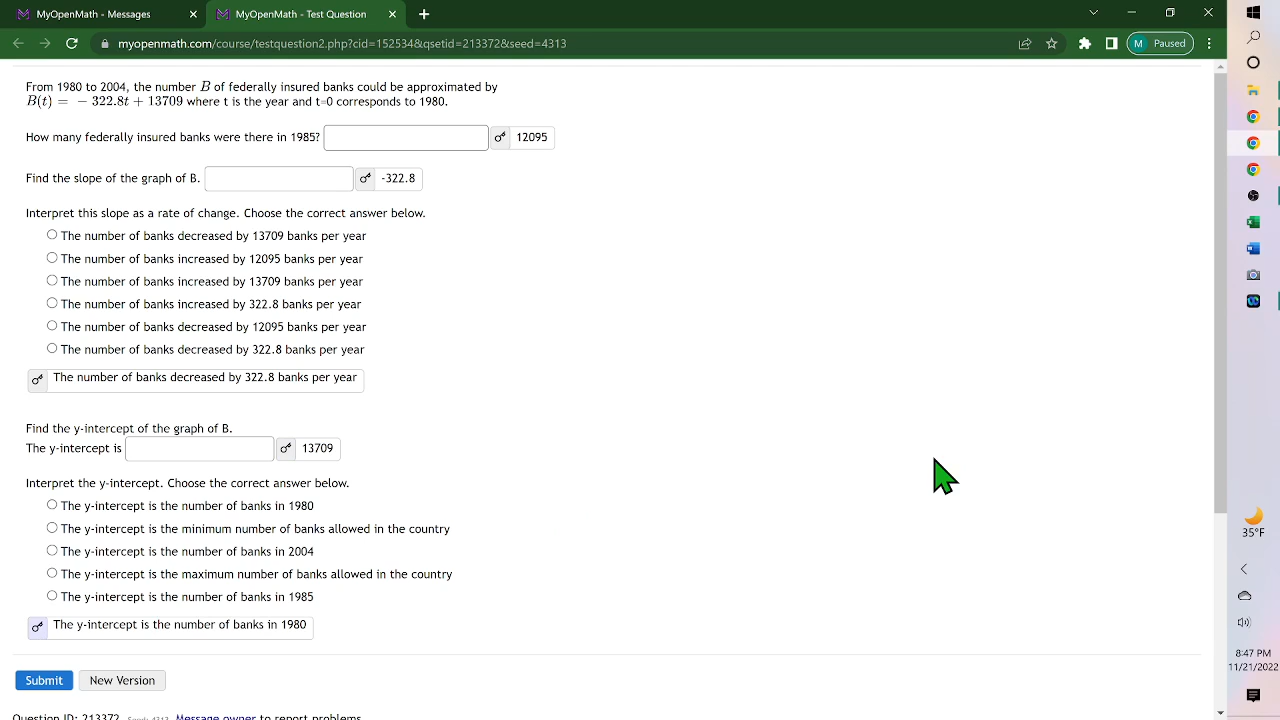 MyOpenMath - Messages
MyOpenMath - Test Question
myopenmath.com/course/testquestion2.php?cid=1525348&qsetid=213372&seed=4313
M Paused
From 1980 to 2004, the number B of federally insured banks could be approximated by
B(t) = − 322.8t + 13709 where t is the year and t=0 corresponds to 1980.
How many federally insured banks were there in 1985? 12095
Find the slope of the graph of B. -322.8
Interpret this slope as a rate of change. Choose the correct answer below.
The number of banks decreased by 13709 banks per year
The number of banks increased by 12095 banks per year
The number of banks increased by 13709 banks per year
The number of banks increased by 322.8 banks per year
The number of banks decreased by 12095 banks per year
The number of banks decreased by 322.8 banks per year
The number of banks decreased by 322.8 banks per year
Find the y-intercept of the graph of B.
The y-intercept is 13709
Interpret the y-intercept. Choose the correct answer below.
The y-intercept is the number of banks in 1980
The y-intercept is the minimum number of banks allowed in the country
The y-intercept is the number of banks in 2004
The y-intercept is the maximum number of banks allowed in the country
The y-intercept is the number of banks in 1985
The y-intercept is the number of banks in 1980
Submit New Version
Question ID: 213372 Seed: 4313 Message owner to report problems
35°F
8:47 PM
11/21/2022